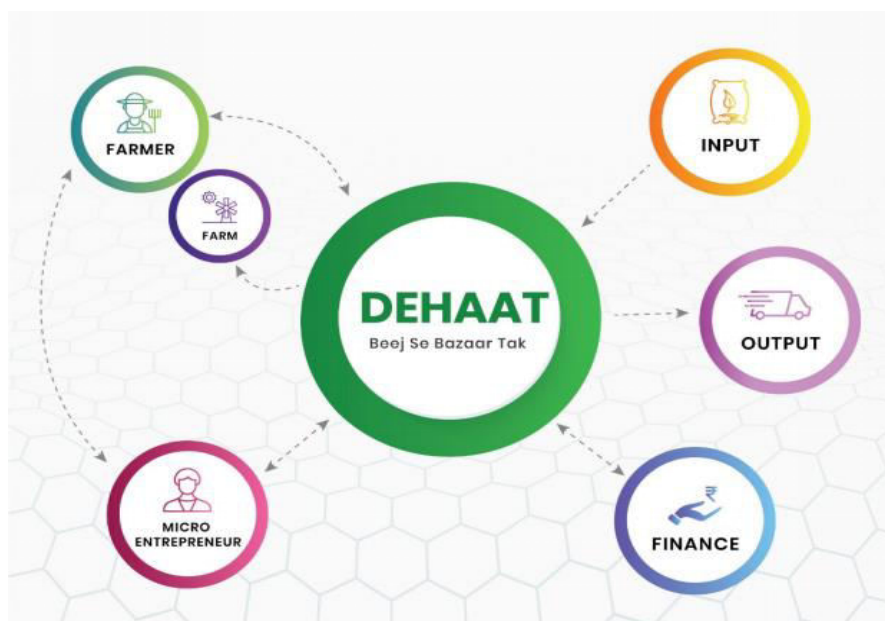 FARMER
FARM
INPUT
DEHAAT
Beej Se Bazaar Tak
OUTPUT
MICRO
ENTREPRENEUR
₹
FINANCE